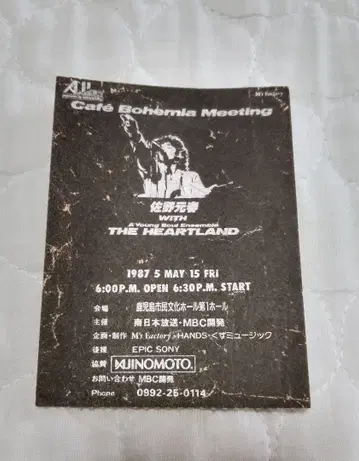 M's Factory
Café Bohemia Meeting
佐野元春
WITH
A Young Soul Ensemble
THE HEARTLAND
1987 5 MAY 15 FRI
6:00 P.M. OPEN 6:30 P.M. START
会場 鹿児島市民文化ホール第1ホール
主催 南日本放送・MBC開発
企画・制作 M's Factory・HANDS・くすミュージック
後援 EPIC SONY
協賛 AJINOMOTO.
お問い合わせ MBC開発
Phone 0992-26-0114